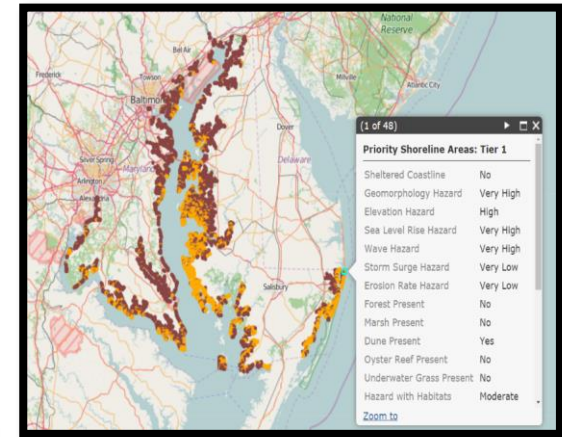 National
Reserve
Bel Air
Frederick
Towson
Millville
Baltimo
Atlantic City
Dover
Silver Spring
Maryland
Delaware
Arlington
Alexandria
Salisbury
(1 of 48)
Priority Shoreline Areas: Tier 1
Sheltered Coastline No
Geomorphology Hazard Very High
Elevation Hazard High
Sea Level Rise Hazard Very High
Wave Hazard Very High
Storm Surge Hazard Very Low
Erosion Rate Hazard Very Low
Forest Present No
Marsh Present No
Dune Present Yes
Oyster Reef Present No
Underwater Grass Present No
Hazard with Habitats Moderate
Zoom to